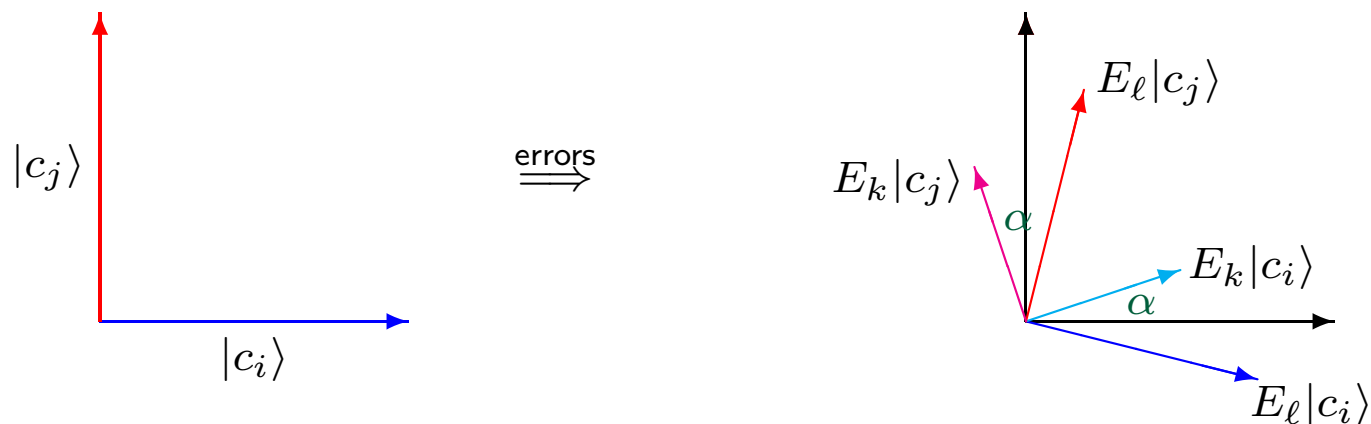 |c_j⟩
|c_i⟩
errors
⟹
E_ℓ|c_j⟩
E_k|c_j⟩
α
E_k|c_i⟩
α
E_ℓ|c_i⟩